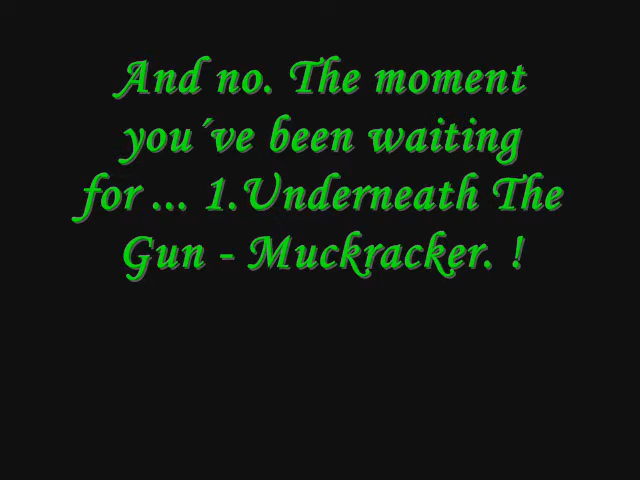 And no. The moment
you´ve been waiting
for ... 1.Underneath The
Gun - Muckracker. !